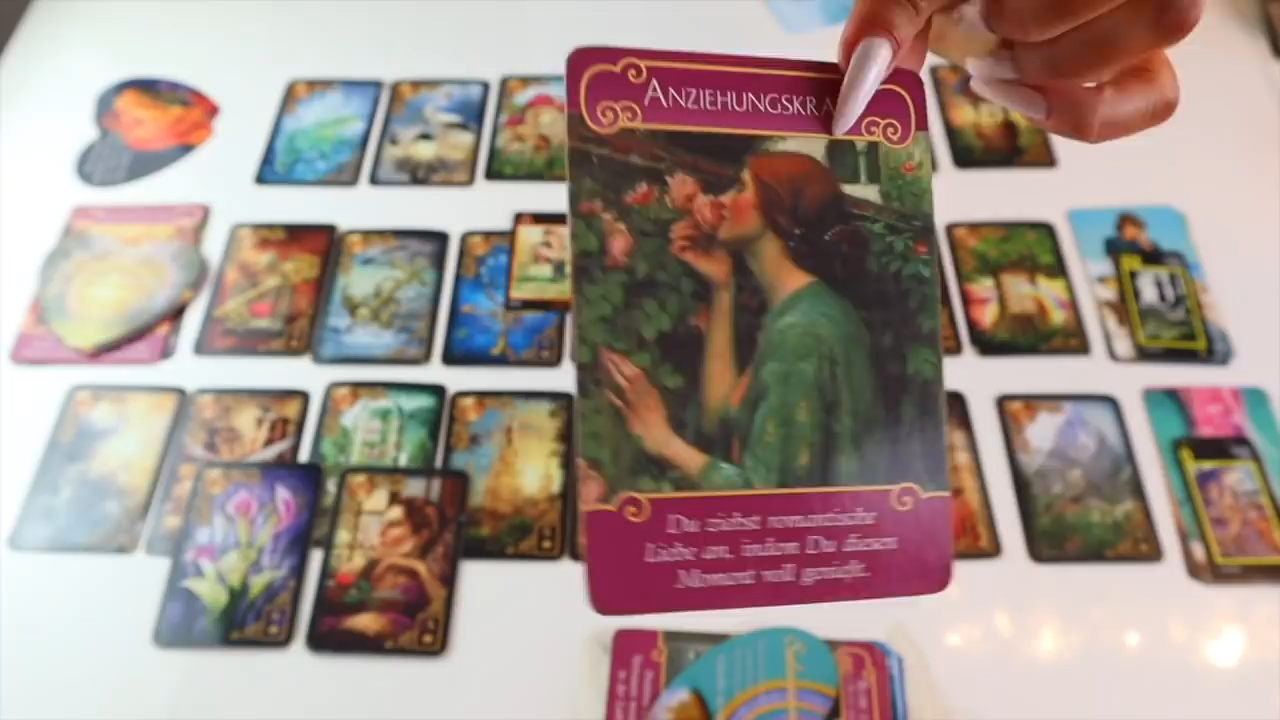 ANZIEHUNGSKRA
Du ziehst romantische
Liebe an, indem Du diesen
Moment voll genießt.